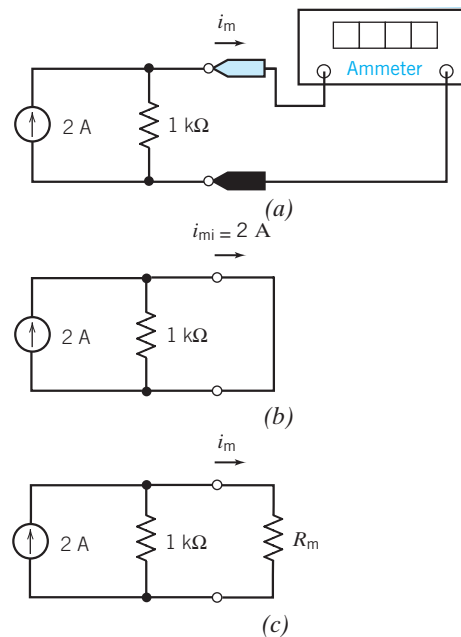 i_m
Ammeter
2 A
1 kΩ
(a)
i_mi = 2 A
2 A
1 kΩ
(b)
i_m
2 A
1 kΩ
R_m
(c)